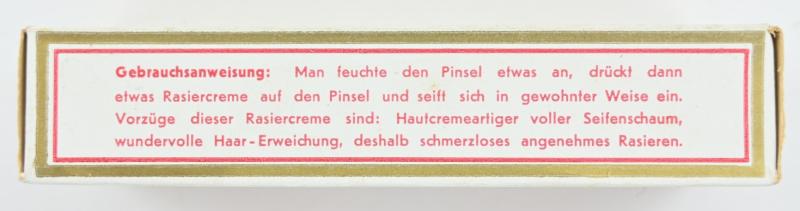 Gebrauchsanweisung: Man feuchte den Pinsel etwas an, drückt dann
etwas Rasiercreme auf den Pinsel und seift sich in gewohnter Weise ein.
Vorzüge dieser Rasiercreme sind: Hautcremeartiger voller Seifenschaum,
wundervolle Haar-Erweichung, deshalb schmerzloses angenehmes Rasieren.